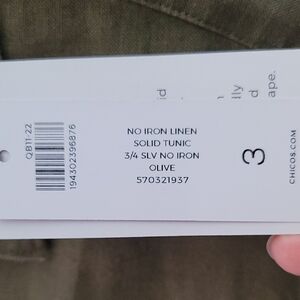 NO IRON LINEN
SOLID TUNIC
3/4 SLV NO IRON
OLIVE
570321937
QB11-22
194302396876
3
CHICOS.COM
ape.